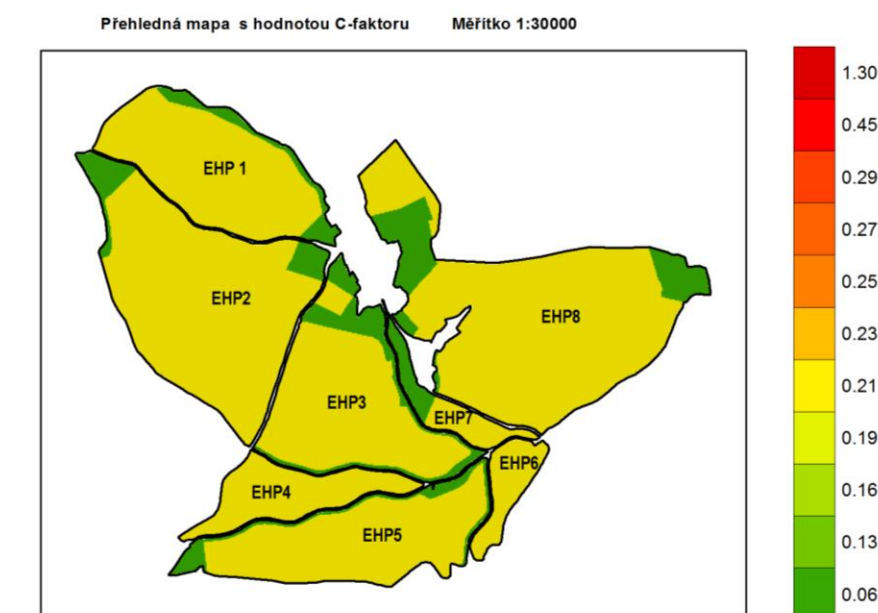 Přehledná mapa s hodnotou C-faktoru Měřítko 1:30000
EHP 1
EHP2
EHP8
EHP3
EHP7
EHP6
EHP4
EHP5
1.30
0.45
0.29
0.27
0.25
0.23
0.21
0.19
0.16
0.13
0.06